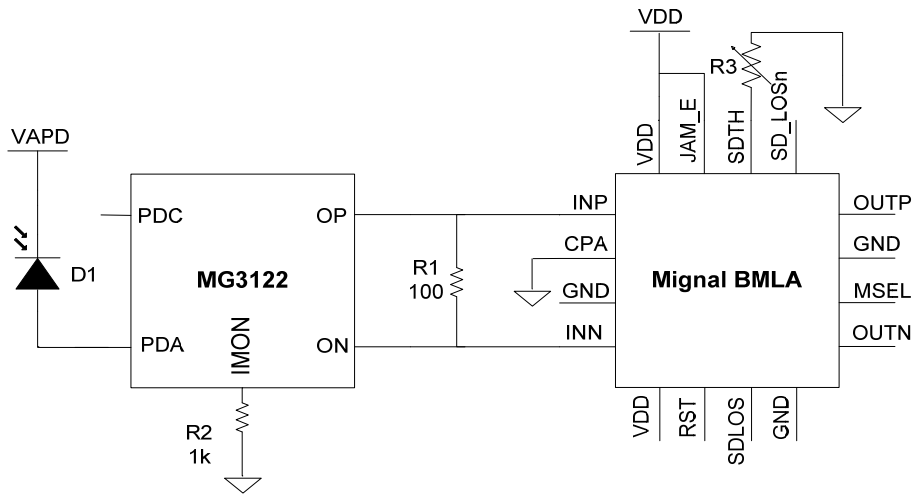 VDD
R3
VDD
JAM_E
SDTH
SD_LOSn
VAPD
PDC
OP
INP
OUTP
CPA
GND
D1
MG3122
R1
100
Mignal BMLA
GND
MSEL
PDA
IMON
ON
INN
OUTN
R2
1k
VDD
RST
SDLOS
GND